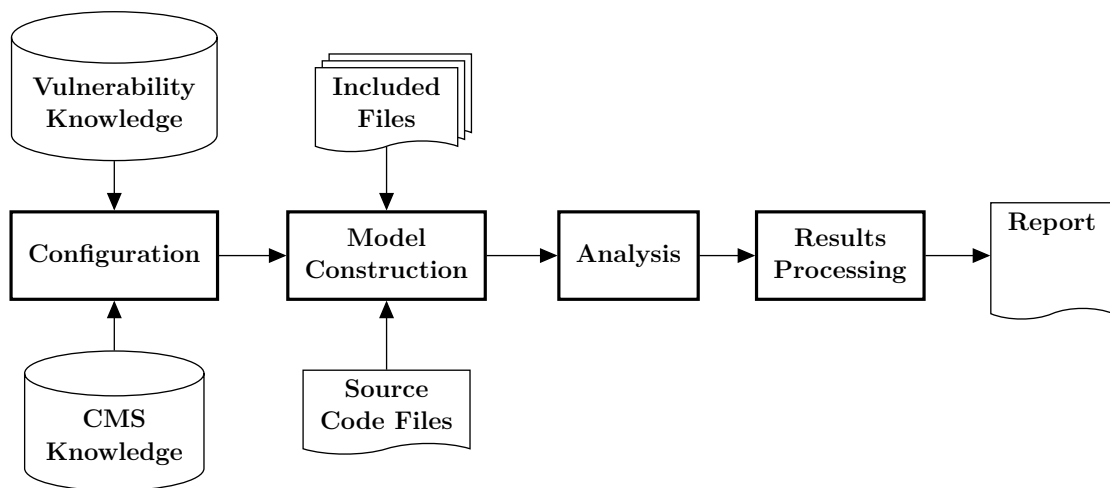 Vulnerability
Knowledge
Included
Files
Configuration
Model
Construction
Analysis
Results
Processing
Report
CMS
Knowledge
Source
Code Files